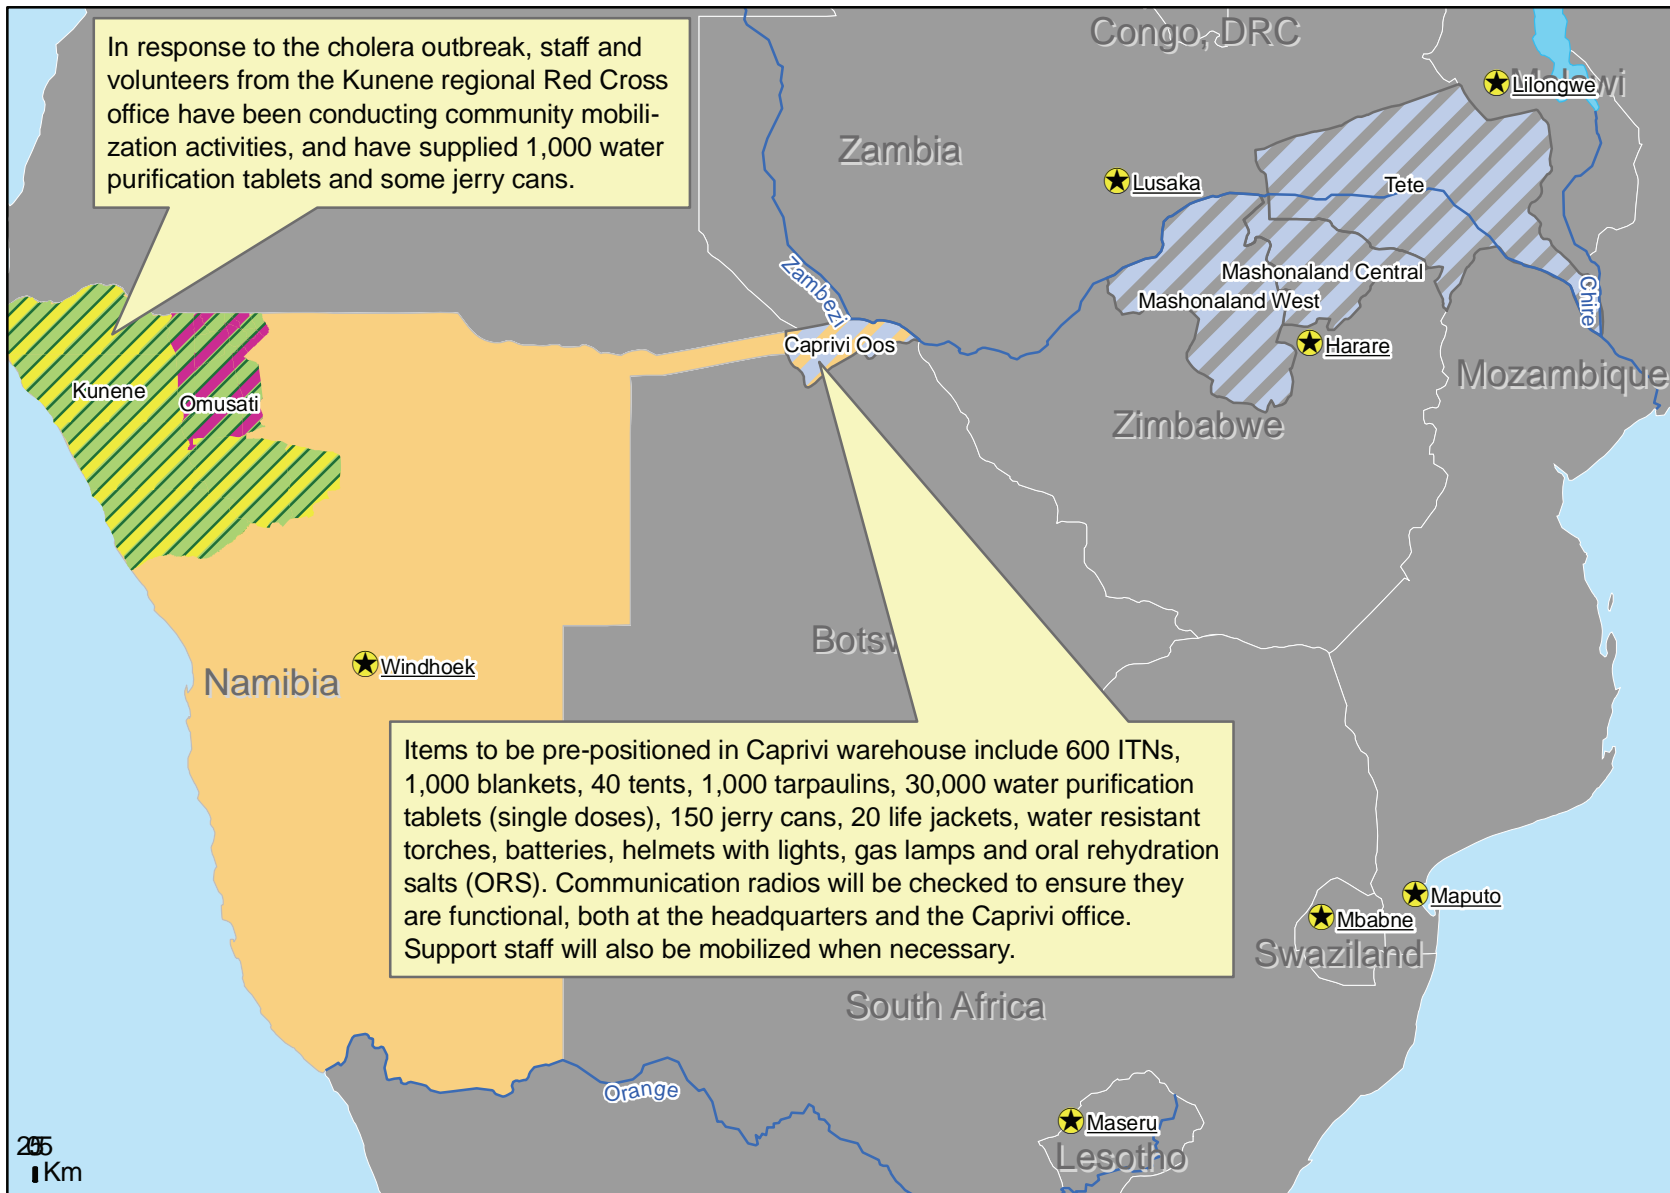 In response to the cholera outbreak, staff and
volunteers from the Kunene regional Red Cross
office have been conducting community mobili-
zation activities, and have supplied 1,000 water
purification tablets and some jerry cans.
Congo, DRC
Malawi
Lilongwe
Zambia
Lusaka
Tete
Zambezi
Mashonaland Central
Mashonaland West
Chire
Caprivi Oos
Harare
Kunene
Omusati
Mozambique
Zimbabwe
Botsw
Windhoek
Namibia
Items to be pre-positioned in Caprivi warehouse include 600 ITNs,
1,000 blankets, 40 tents, 1,000 tarpaulins, 30,000 water purification
tablets (single doses), 150 jerry cans, 20 life jackets, water resistant
torches, batteries, helmets with lights, gas lamps and oral rehydration
salts (ORS). Communication radios will be checked to ensure they
are functional, both at the headquarters and the Caprivi office.
Support staff will also be mobilized when necessary.
Maputo
Mbabne
Swaziland
South Africa
Orange
Maseru
Lesotho
Km